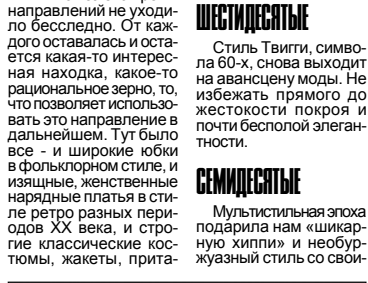 направлений не уходи-
ло бесследно. От каж-
дого оставалась и оста-
ется какая-то интерес-
ная находка, какое-то
рациональное зерно, то,
что позволяет использо-
вать это направление в
дальнейшем. Тут было
все - и широкие юбки
в фольклорном стиле, и
изящные, женственные
нарядные платья в сти-
ле ретро разных пери-
одов XX века, и стро-
гие классические кос-
тюмы, жакеты, прита-
ШЕСТИДЕСЯТЫЕ
Стиль Твигги, симво-
ла 60-х, снова выходит
на авансцену моды. Не
избежать прямого до
жестокости покроя и
почти бесполой элеган-
тности.
СЕМИДЕСЯТЫЕ
Мультистильная эпоха
подарила нам «шикар-
ную хиппи» и необур-
жуазный стиль со свои-